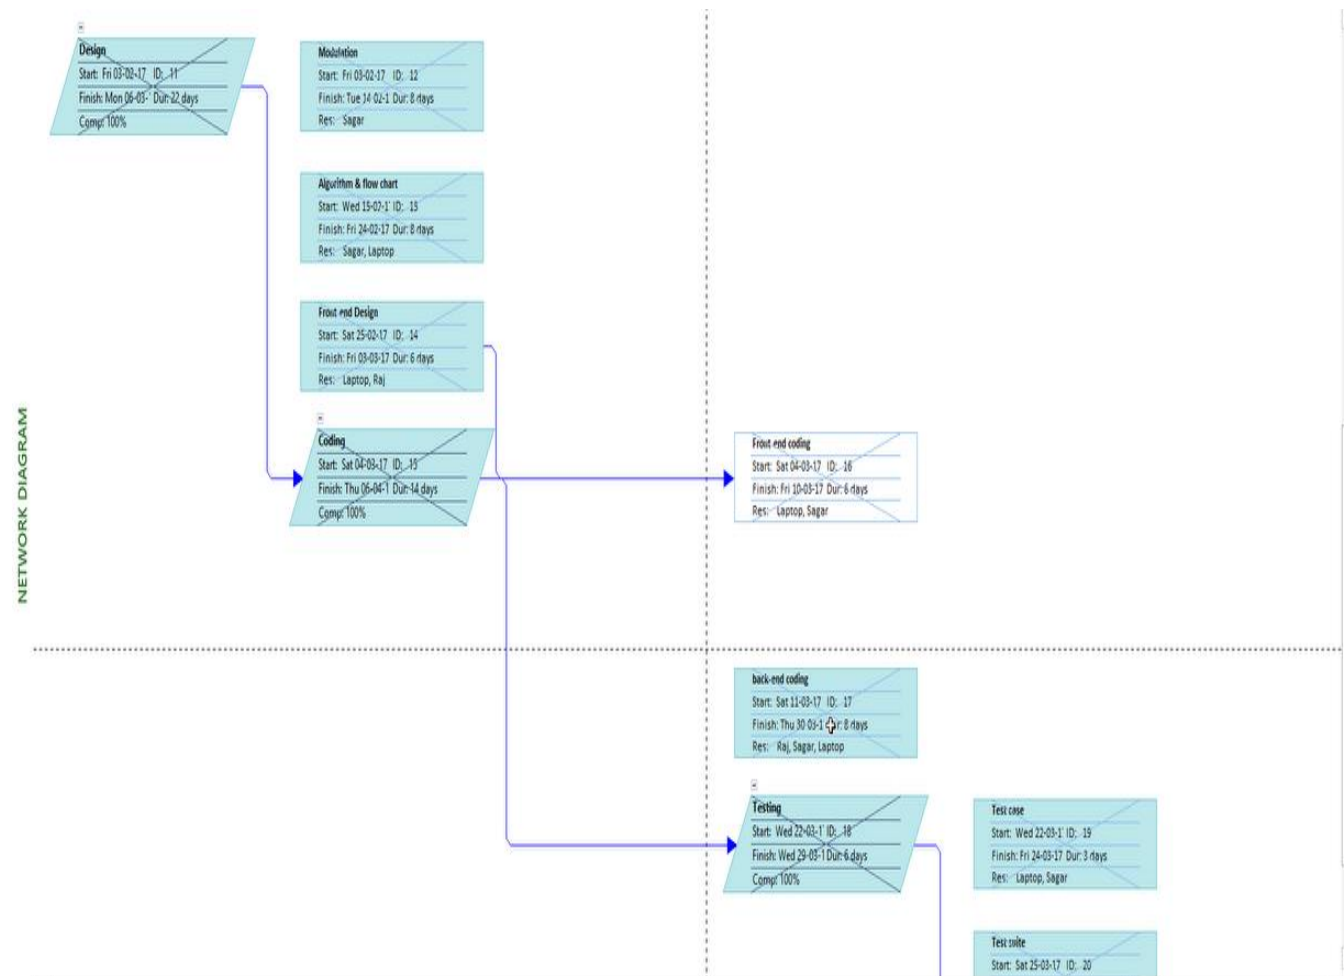 NETWORK DIAGRAM
Design
Start: Fri 03-02-17 ID: 11
Finish: Mon 06-03-' Dur: 22 days
Comp: 100%
Modulation
Start: Fri 03-02-17 ID: 12
Finish: Tue 14-02-1 Dur: 8 days
Res: Sagar
Algorithm & flow chart
Start: Wed 15-02-1' ID: 13
Finish: Fri 24-02-17 Dur: 8 days
Res: Sagar, Laptop
Front end Design
Start: Sat 25-02-17 ID: 14
Finish: Fri 03-03-17 Dur: 6 days
Res: Laptop, Raj
Coding
Start: Sat 04-03-17 ID: 15
Finish: Thu 06-04-1 Dur: 14 days
Comp: 100%
Front end coding
Start: Sat 04-03-17 ID: 16
Finish: Fri 10-03-17 Dur: 6 days
Res: Laptop, Sagar
back-end coding
Start: Sat 11-03-17 ID: 17
Finish: Thu 30-03-1 ur: 8 days
Res: Raj, Sagar, Laptop
Testing
Start: Wed 22-03-1' ID: 18
Finish: Wed 29-03-1 Dur: 6 days
Comp: 100%
Test case
Start: Wed 22-03-1' ID: 19
Finish: Fri 24-03-17 Dur: 3 days
Res: Laptop, Sagar
Test suite
Start: Sat 25-03-17 ID: 20